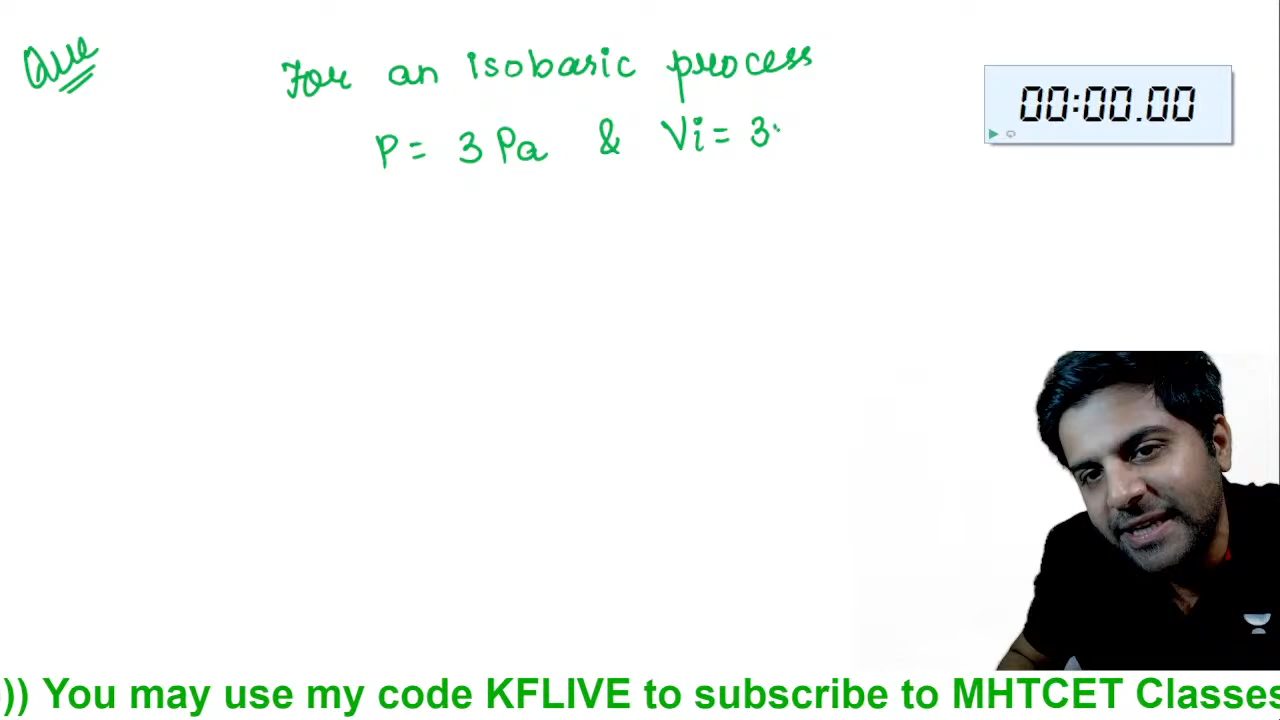 Que
For an isobaric process
00:00.00
P = 3 Pa & Vi = 3.
)) You may use my code KFLIVE to subscribe to MHTCET Classes